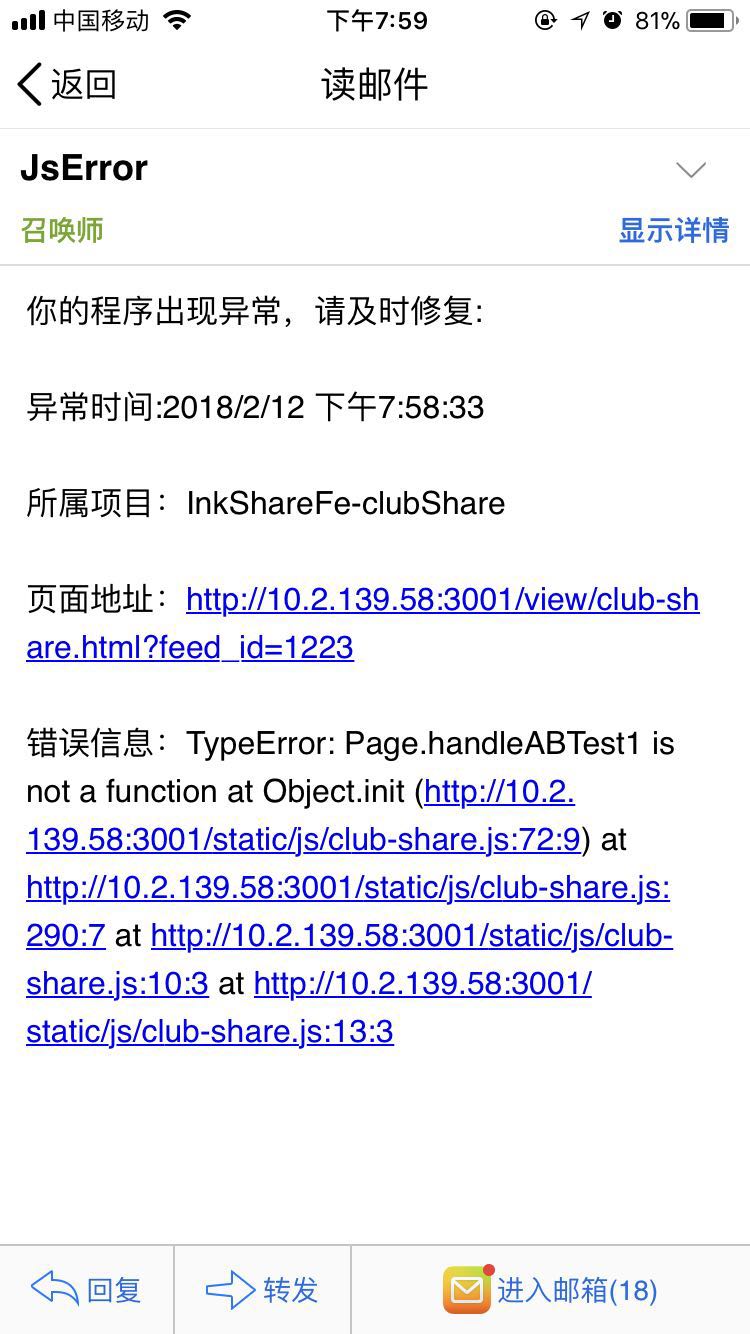 中国移动 下午7:59 81%
返回 读邮件
JsError
召唤师 显示详情
你的程序出现异常，请及时修复:
异常时间:2018/2/12 下午7:58:33
所属项目：InkShareFe-clubShare
页面地址：http://10.2.139.58:3001/view/club-sh
are.html?feed_id=1223
错误信息：TypeError: Page.handleABTest1 is
not a function at Object.init (http://10.2.
139.58:3001/static/js/club-share.js:72:9) at
http://10.2.139.58:3001/static/js/club-share.js:
290:7 at http://10.2.139.58:3001/static/js/club-
share.js:10:3 at http://10.2.139.58:3001/
static/js/club-share.js:13:3
回复 转发 进入邮箱(18)